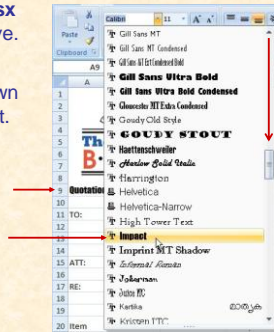 sx
ve.
wn
t.
Paste
Clipboard
Calibri
11
A9
A
Gill Sans MT
Gill Sans MT Condensed
Gill Sans MT Ext Condensed Bold
Gill Sans Ultra Bold
Gill Sans Ultra Bold Condensed
Gloucester MT Extra Condensed
Goudy Old Style
GOUDY STOUT
Haettenschweiler
Harlow Solid Italic
Harrington
Helvetica
Helvetica-Narrow
High Tower Text
Impact
Imprint MT Shadow
Informal Roman
Jokerman
Juice ITC
Kartika
Kristen ITC
1
2
3
4
5 Th
6 B
7
8
9 Quotatio
10
11 TO:
12
13
14
15 ATT:
16
17 RE:
18
19
20 Item